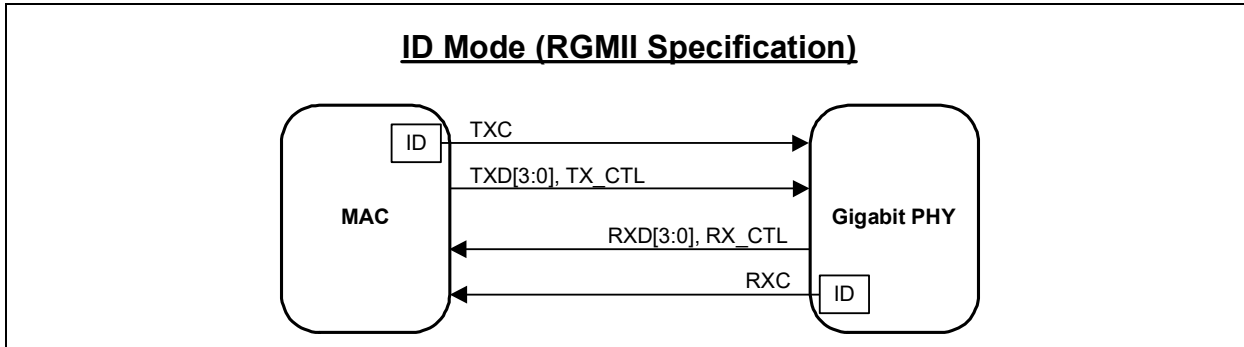 ID Mode (RGMII Specification)
ID
TXC
TXD[3:0], TX_CTL
MAC
Gigabit PHY
RXD[3:0], RX_CTL
RXC
ID